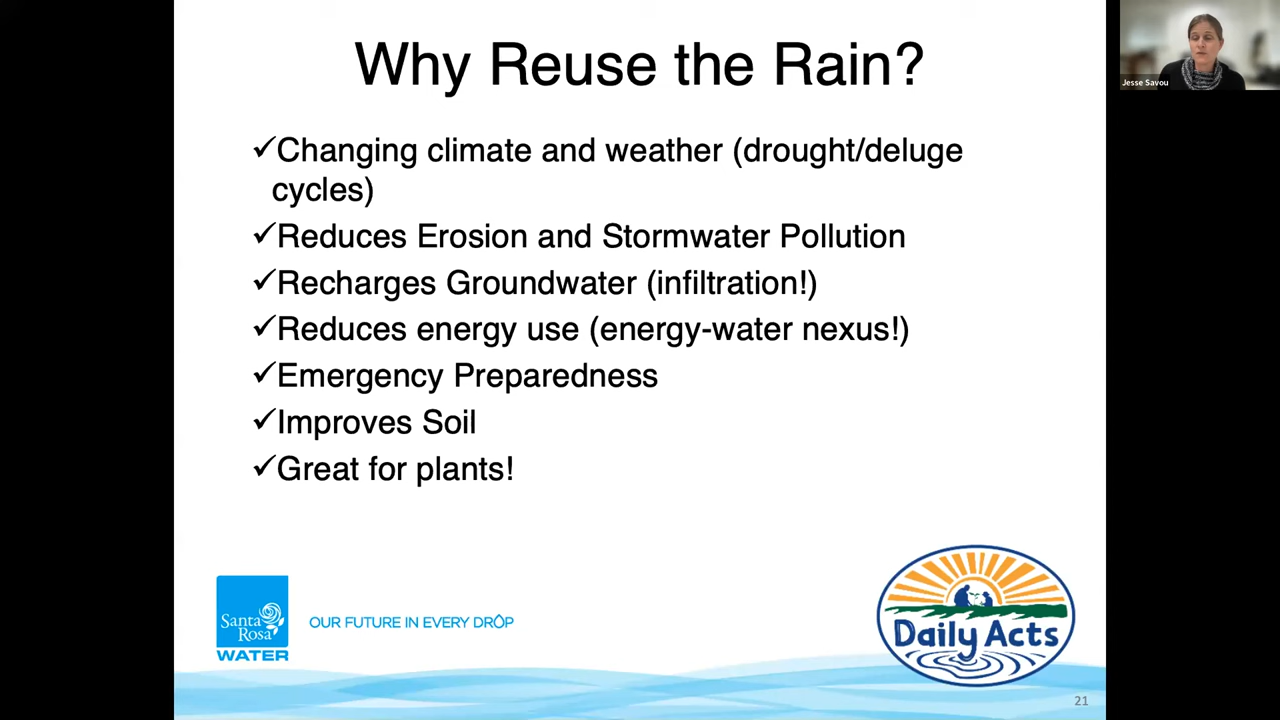 Why Reuse the Rain?
Jesse Savou
✓Changing climate and weather (drought/deluge
cycles)
✓Reduces Erosion and Stormwater Pollution
✓Recharges Groundwater (infiltration!)
✓Reduces energy use (energy-water nexus!)
✓Emergency Preparedness
✓Improves Soil
✓Great for plants!
Santa
Rosa
WATER
OUR FUTURE IN EVERY DROP
Daily Acts
21